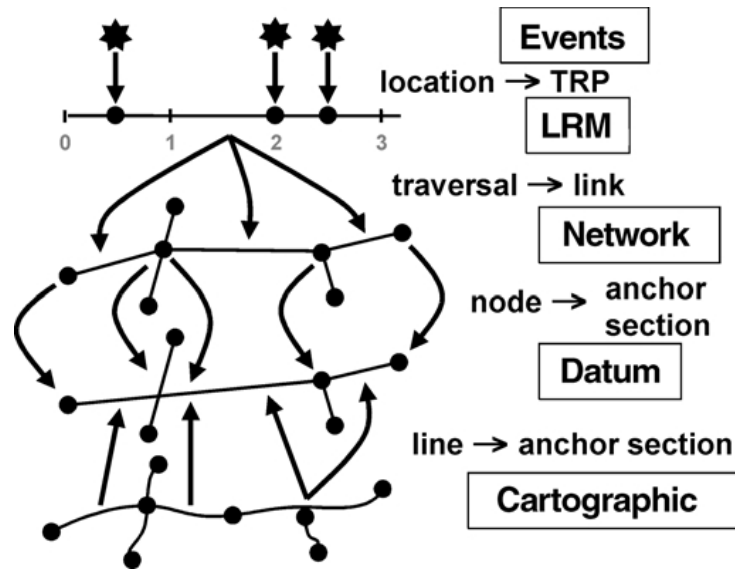 Events
location → TRP
0 1 2 3
LRM
traversal → link
Network
node → anchor
section
Datum
line → anchor section
Cartographic